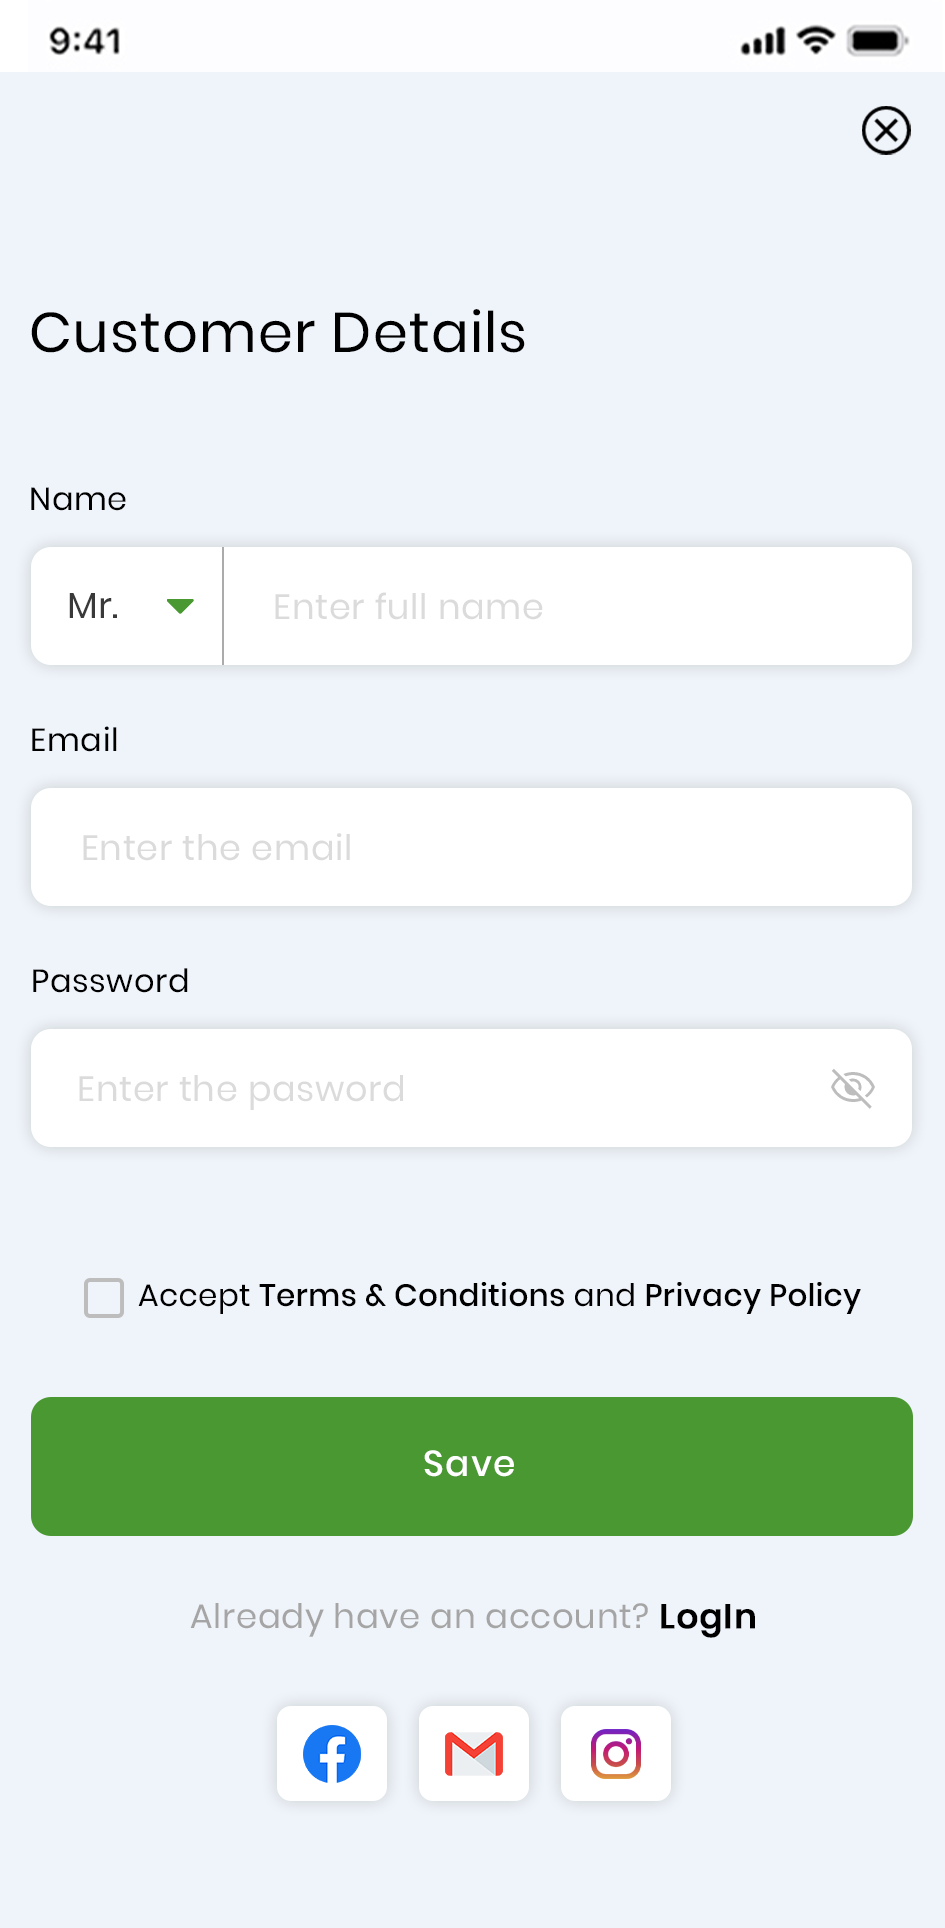 9:41
Customer Details
Name
Mr.
Enter full name
Email
Enter the email
Password
Enter the pasword
Accept Terms & Conditions and Privacy Policy
Save
Already have an account? LogIn